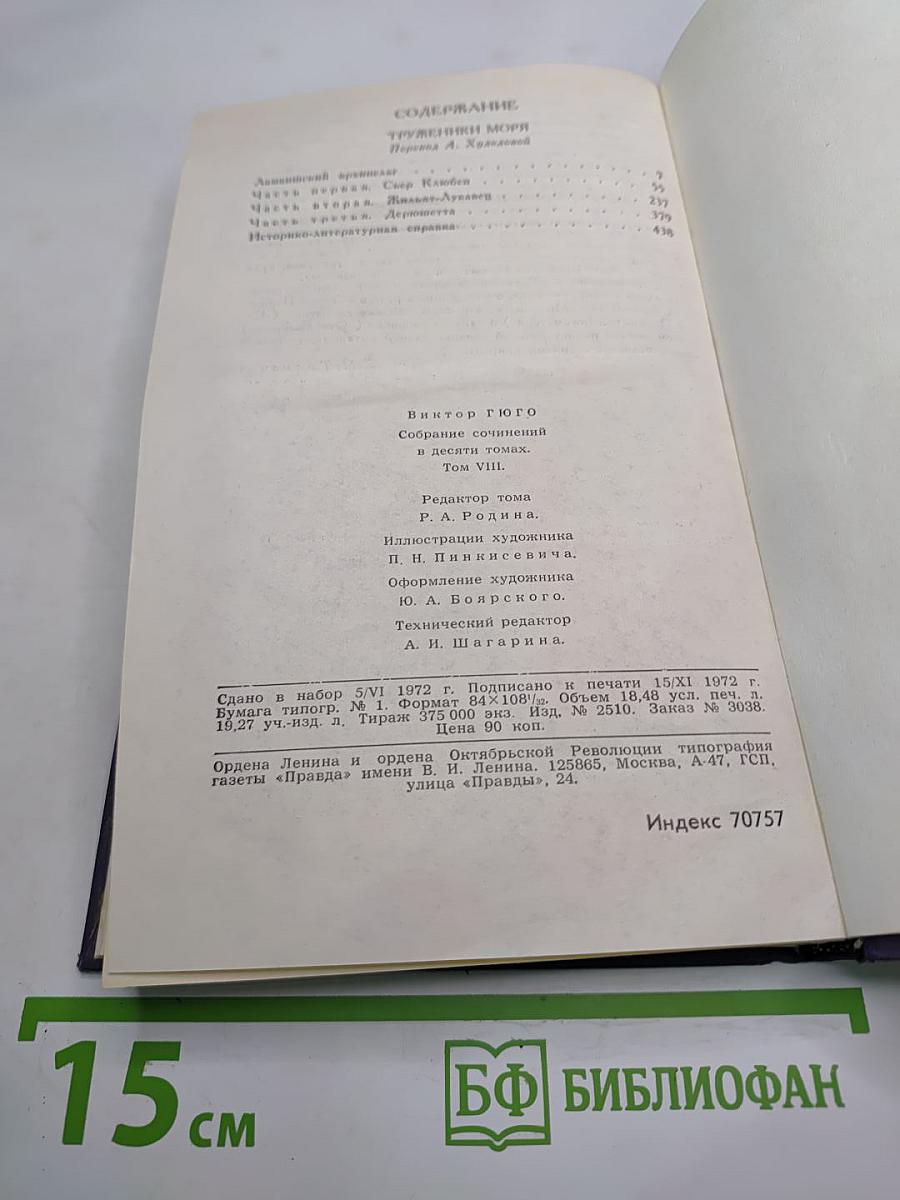 СОДЕРЖАНИЕ
ТРУЖЕНИКИ МОРЯ
Перевод А. Худадовой
Ламаншский архипелаг . . . . . . . . . . . . . 7
Часть первая. Сьер Клюбен . . . . . . . . . . 55
Часть вторая. Жильят-Лукавец . . . . . . . . . 237
Часть третья. Дерюшетта . . . . . . . . . . . 379
Историко-литературная справка . . . . . . . . . 438
Виктор ГЮГО
Собрание сочинений
в десяти томах.
Том VIII.
Редактор тома
Р. А. Родина.
Иллюстрации художника
П. Н. Пинкисевича.
Оформление художника
Ю. А. Боярского.
Технический редактор
А. И. Шагарина.
Сдано в набор 5/VI 1972 г. Подписано к печати 15/XI 1972 г.
Бумага типогр. № 1. Формат 84×108¹/₃₂. Объем 18,48 усл. печ. л.
19,27 уч.-изд. л. Тираж 375 000 экз. Изд. № 2510. Заказ № 3038.
Цена 90 коп.
Ордена Ленина и ордена Октябрьской Революции типография
газеты «Правда» имени В. И. Ленина. 125865, Москва, А-47, ГСП,
улица «Правды», 24.
Индекс 70757
15 см
БФ БИБЛИОФАН